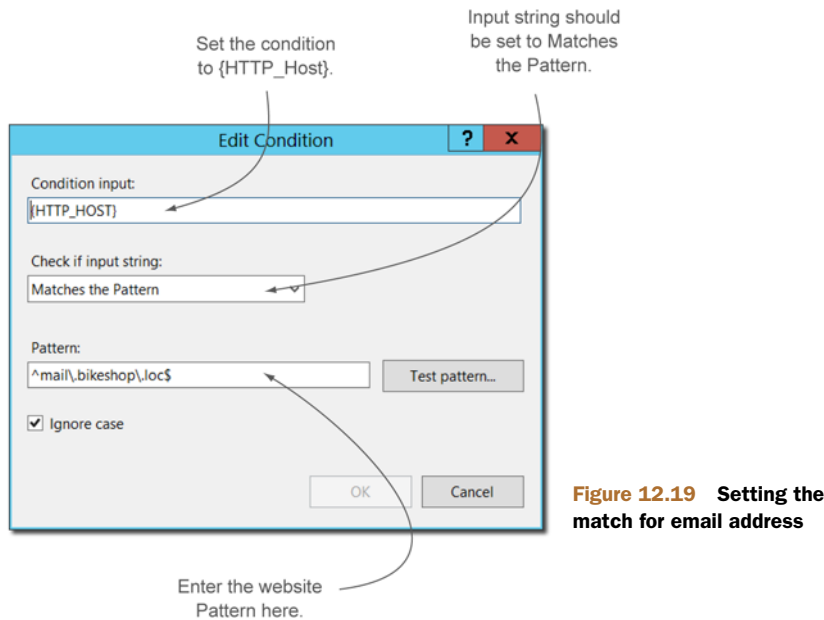 Set the condition
to {HTTP_Host}.
Input string should
be set to Matches
the Pattern.
Edit Condition
? x
Condition input:
{HTTP_HOST}
Check if input string:
Matches the Pattern
Pattern:
^mail\.bikeshop\.loc$
Test pattern...
Ignore case
OK
Cancel
Figure 12.19 Setting the
match for email address
Enter the website
Pattern here.